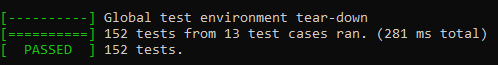 [----------] Global test environment tear-down
[==========] 152 tests from 13 test cases ran. (281 ms total)
[  PASSED  ] 152 tests.